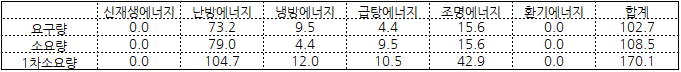 신재생에너지 난방에너지 냉방에너지 급탕에너지 조명에너지 환기에너지 합계
요구량 0.0 73.2 9.5 4.4 15.6 0.0 102.7
소요량 0.0 79.0 4.4 9.5 15.6 0.0 108.5
1차소요량 0.0 104.7 12.0 10.5 42.9 0.0 170.1